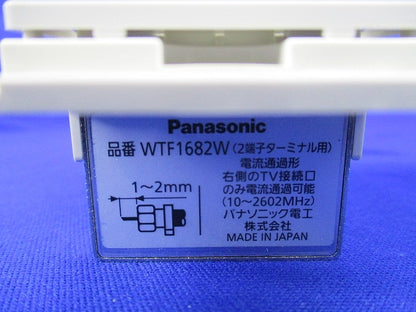 Panasonic
品番 WTF1682W (2端子ターミナル用)
電流通過形
右側のTV接続口
のみ電流通過可能
(10～2602MHz)
パナソニック電工
株式会社
MADE IN JAPAN
1～2mm